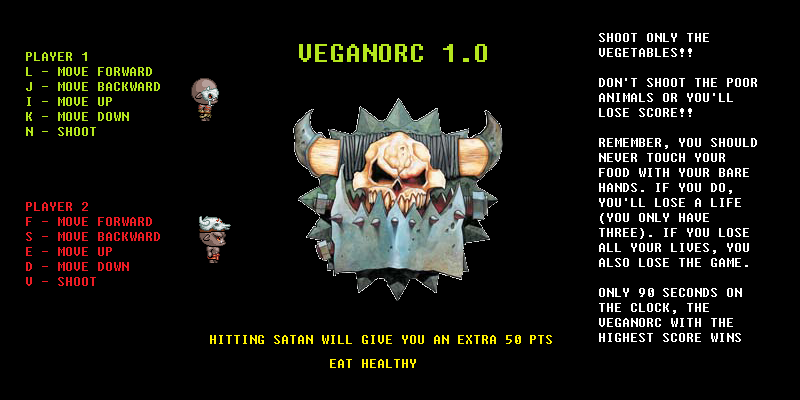 VEGANORC 1.0
PLAYER 1
L - MOVE FORWARD
J - MOVE BACKWARD
I - MOVE UP
K - MOVE DOWN
N - SHOOT
PLAYER 2
F - MOVE FORWARD
S - MOVE BACKWARD
E - MOVE UP
D - MOVE DOWN
V - SHOOT
HITTING SATAN WILL GIVE YOU AN EXTRA 50 PTS
EAT HEALTHY
SHOOT ONLY THE
VEGETABLES!!
DON'T SHOOT THE POOR
ANIMALS OR YOU'LL
LOSE SCORE!!
REMEMBER, YOU SHOULD
NEVER TOUCH YOUR
FOOD WITH YOUR BARE
HANDS. IF YOU DO,
YOU'LL LOSE A LIFE
(YOU ONLY HAVE
THREE). IF YOU LOSE
ALL YOUR LIVES, YOU
ALSO LOSE THE GAME.
ONLY 90 SECONDS ON
THE CLOCK, THE
VEGANORC WITH THE
HIGHEST SCORE WINS